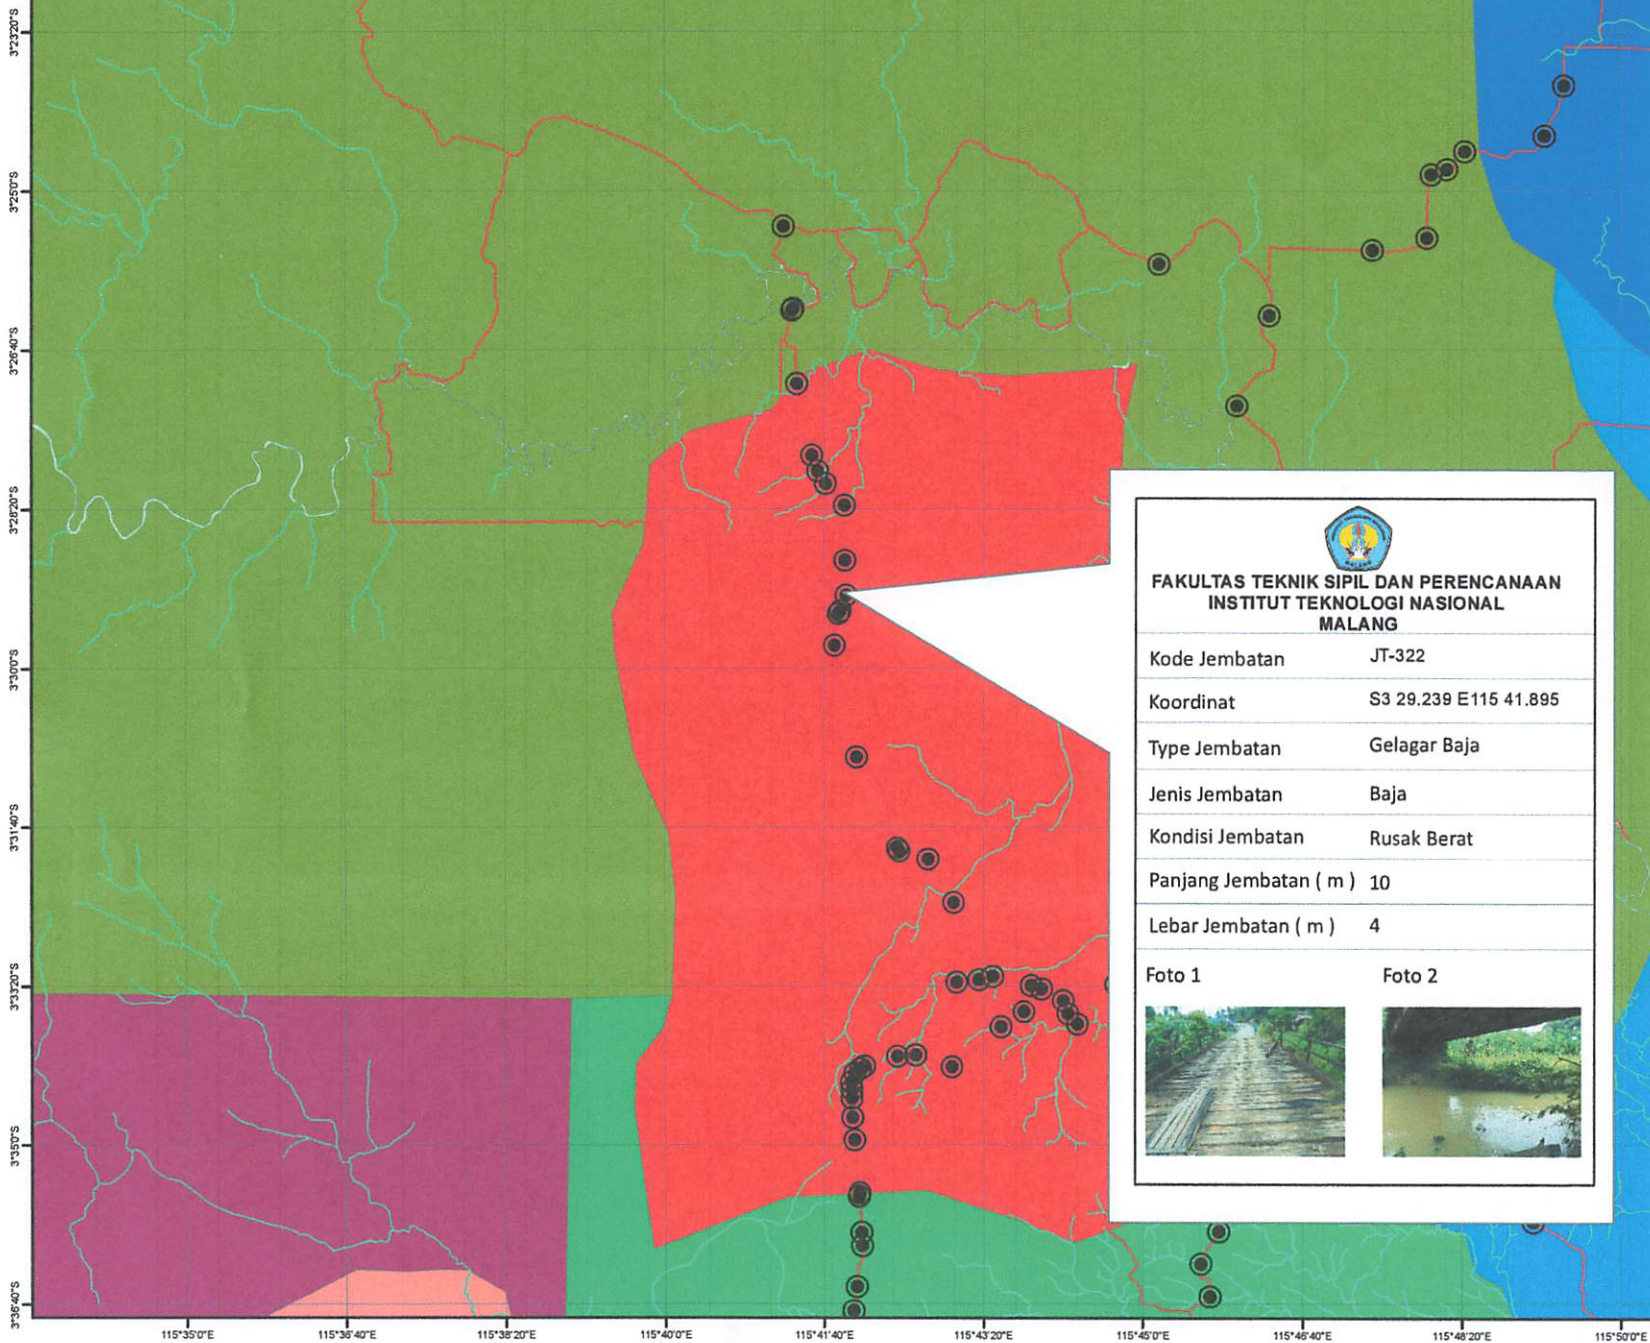 3°23'20"S
3°25'0"S
3°26'40"S
3°28'20"S
3°30'0"S
3°31'40"S
3°33'20"S
3°35'0"S
3°36'40"S
FAKULTAS TEKNIK SIPIL DAN PERENCANAAN
INSTITUT TEKNOLOGI NASIONAL
MALANG
Kode Jembatan JT-322
Koordinat S3 29.239 E115 41.895
Type Jembatan Gelagar Baja
Jenis Jembatan Baja
Kondisi Jembatan Rusak Berat
Panjang Jembatan ( m ) 10
Lebar Jembatan ( m ) 4
Foto 1 Foto 2
115°35'0"E 115°36'40"E 115°38'20"E 115°40'0"E 115°41'40"E 115°43'20"E 115°45'0"E 115°46'40"E 115°48'20"E 115°50'0"E